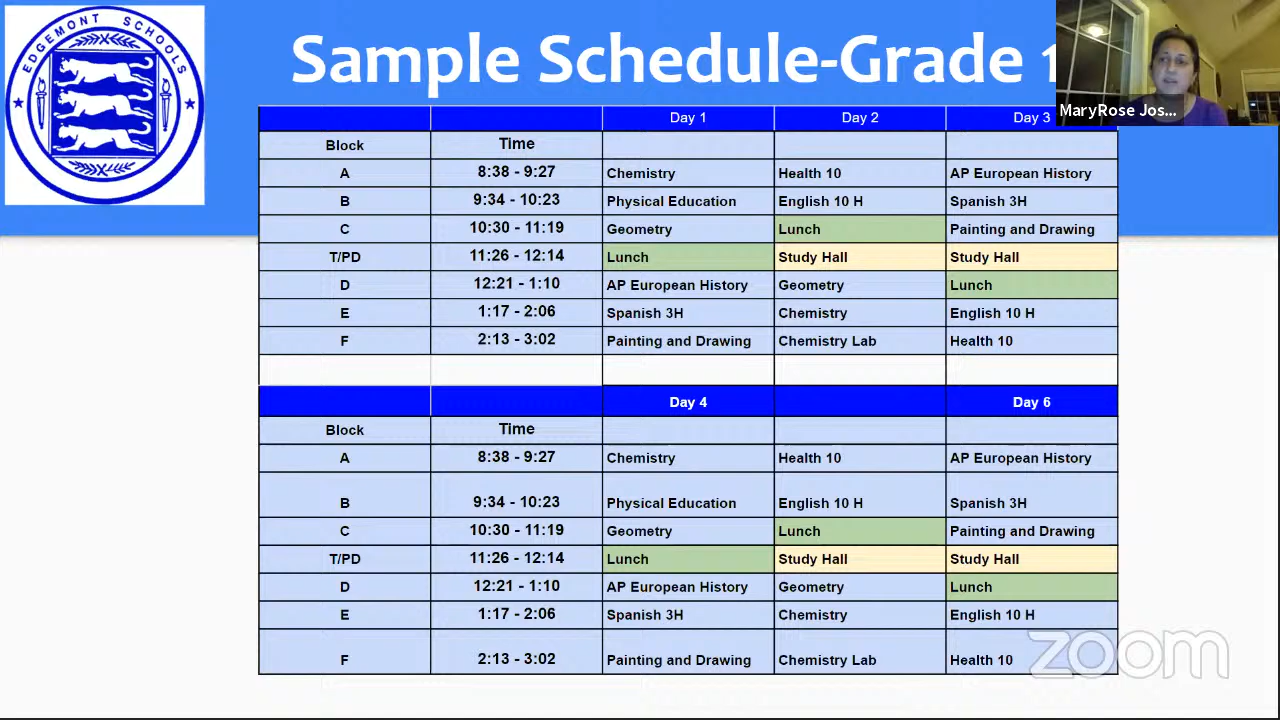 EDGEMONT SCHOOLS
Sample Schedule-Grade 1
MaryRose Jos...
Day 1 Day 2 Day 3
Block Time
A 8:38 - 9:27 Chemistry Health 10 AP European History
B 9:34 - 10:23 Physical Education English 10 H Spanish 3H
C 10:30 - 11:19 Geometry Lunch Painting and Drawing
T/PD 11:26 - 12:14 Lunch Study Hall Study Hall
D 12:21 - 1:10 AP European History Geometry Lunch
E 1:17 - 2:06 Spanish 3H Chemistry English 10 H
F 2:13 - 3:02 Painting and Drawing Chemistry Lab Health 10
Day 4 Day 6
Block Time
A 8:38 - 9:27 Chemistry Health 10 AP European History
B 9:34 - 10:23 Physical Education English 10 H Spanish 3H
C 10:30 - 11:19 Geometry Lunch Painting and Drawing
T/PD 11:26 - 12:14 Lunch Study Hall Study Hall
D 12:21 - 1:10 AP European History Geometry Lunch
E 1:17 - 2:06 Spanish 3H Chemistry English 10 H
F 2:13 - 3:02 Painting and Drawing Chemistry Lab Health 10
zoom